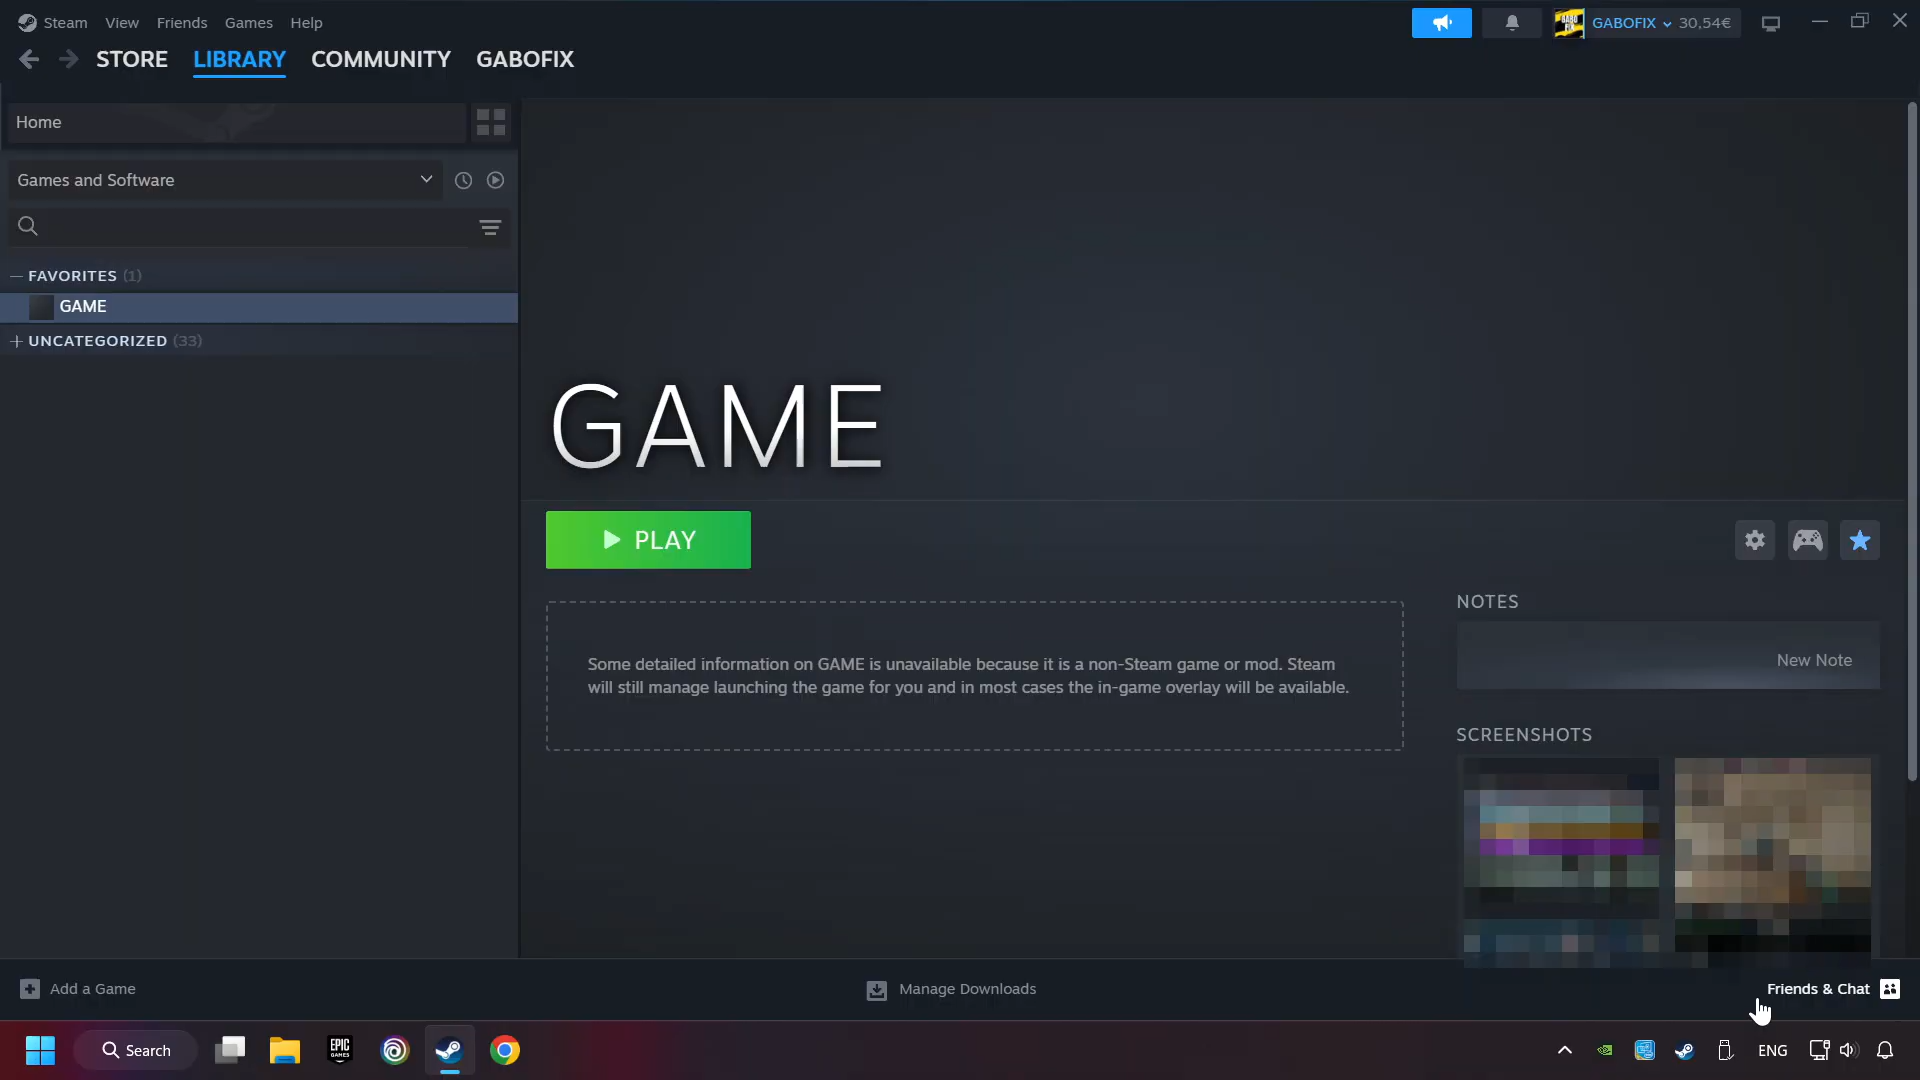 Steam View Friends Games Help
GABOFIX 30,54€
STORE LIBRARY COMMUNITY GABOFIX
Home
Games and Software
— FAVORITES (1)
GAME
+ UNCATEGORIZED (33)
GAME
PLAY
Some detailed information on GAME is unavailable because it is a non-Steam game or mod. Steam
will still manage launching the game for you and in most cases the in-game overlay will be available.
NOTES
New Note
SCREENSHOTS
Add a Game
Manage Downloads
Friends & Chat
Search
EPIC
GAMES
ENG